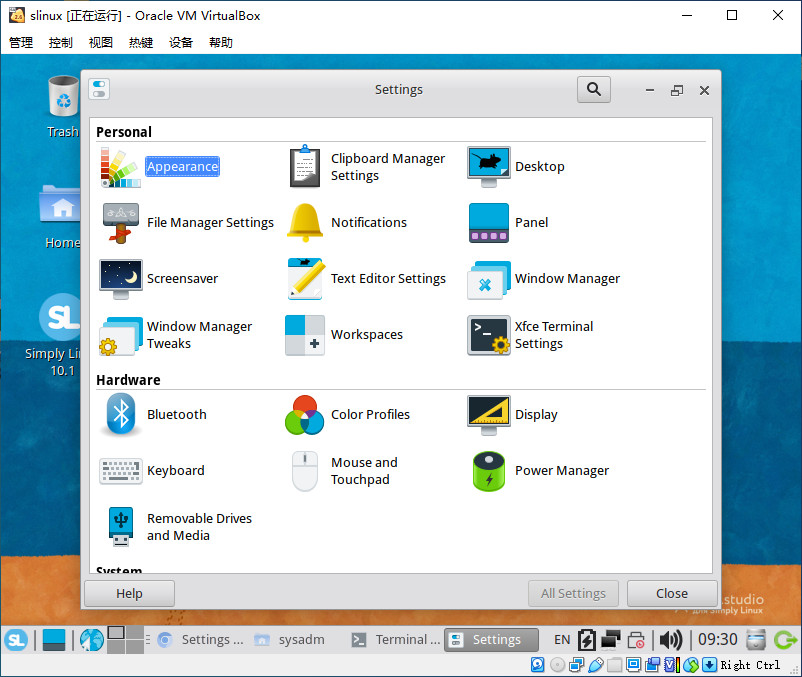 slinux [正在运行] - Oracle VM VirtualBox
管理 控制 视图 热键 设备 帮助
Trash
Home
SL
Simply Lin
10.1
Settings
Personal
Appearance
Clipboard Manager
Settings
Desktop
File Manager Settings
Notifications
Panel
Screensaver
Text Editor Settings
Window Manager
Window Manager
Tweaks
Workspaces
Xfce Terminal
Settings
Hardware
Bluetooth
Color Profiles
Display
Keyboard
Mouse and
Touchpad
Power Manager
Removable Drives
and Media
System
Help
All Settings
Close
.studio
Simply Linux
SL
Settings ...
sysadm
Terminal ...
Settings
EN
09:30
Right Ctrl